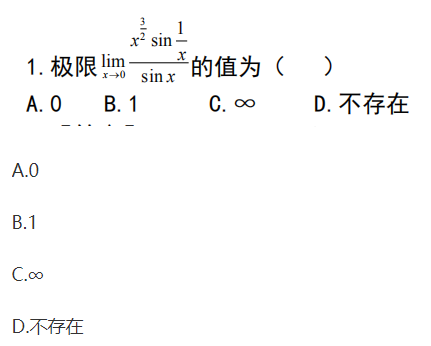 1.极限 lim x→0 x^(3/2) sin(1/x) / sin x 的值为（ ）
A.0 B.1 C.∞ D.不存在
A.0
B.1
C.∞
D.不存在